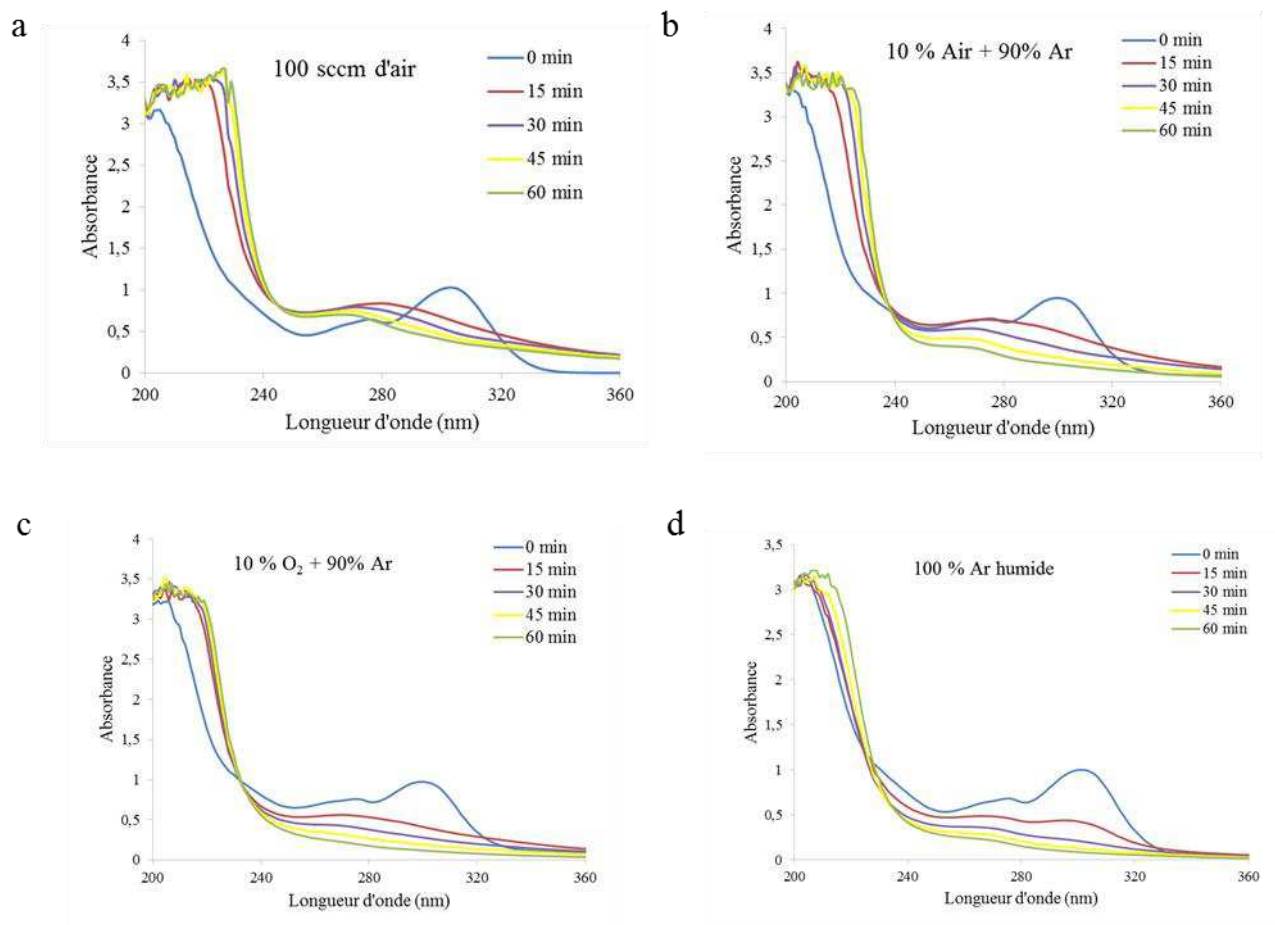 a
100 sccm d'air
0 min
15 min
30 min
45 min
60 min
4
3,5
3
2,5
2
1,5
1
0,5
0
Absorbance
200
240
280
320
360
Longueur d'onde (nm)
b
10 % Air + 90% Ar
0 min
15 min
30 min
45 min
60 min
4
3,5
3
2,5
2
1,5
1
0,5
0
Absorbance
200
240
280
320
360
Longueur d'onde (nm)
c
10 % O₂ + 90% Ar
0 min
15 min
30 min
45 min
60 min
4
3,5
3
2,5
2
1,5
1
0,5
0
Absorbance
200
240
280
320
360
Longueur d'onde (nm)
d
100 % Ar humide
0 min
15 min
30 min
45 min
60 min
3,5
3
2,5
2
1,5
1
0,5
0
Absorbance
200
240
280
320
360
Longueur d'onde (nm)